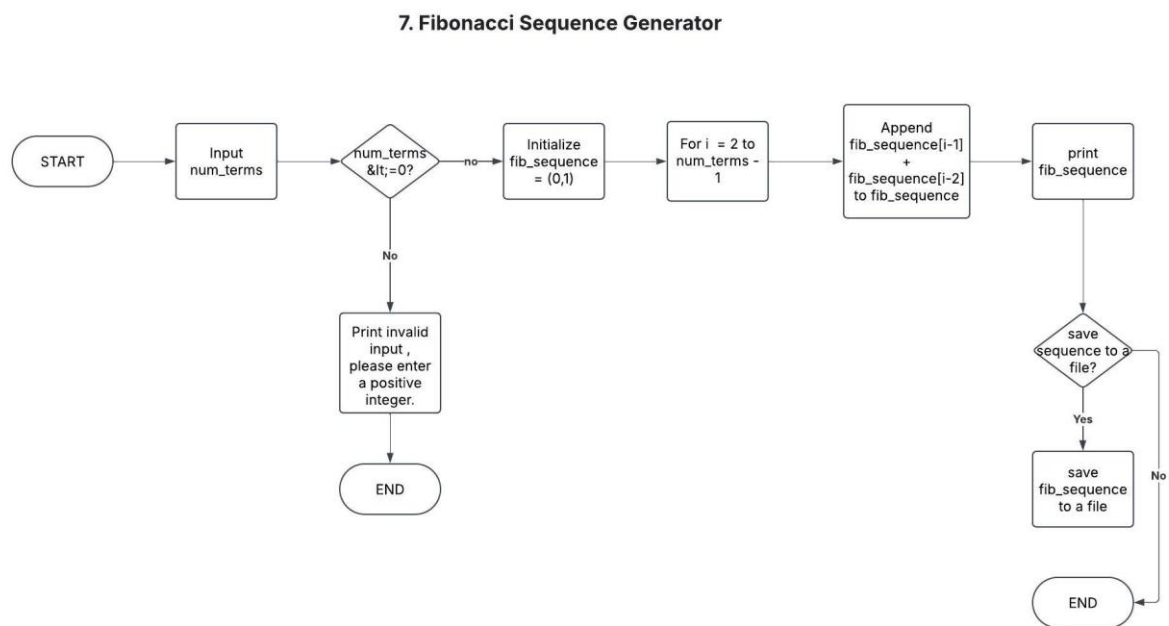 7. Fibonacci Sequence Generator
START
Input
num_terms
num_terms
&lt;=0?
no
Initialize
fib_sequence
= (0,1)
For i = 2 to
num_terms -
1
Append
fib_sequence[i-1]
+
fib_sequence[i-2]
to fib_sequence
print
fib_sequence
No
Print invalid
input ,
please enter
a positive
integer.
END
save
sequence to a
file?
Yes
No
save
fib_sequence
to a file
END